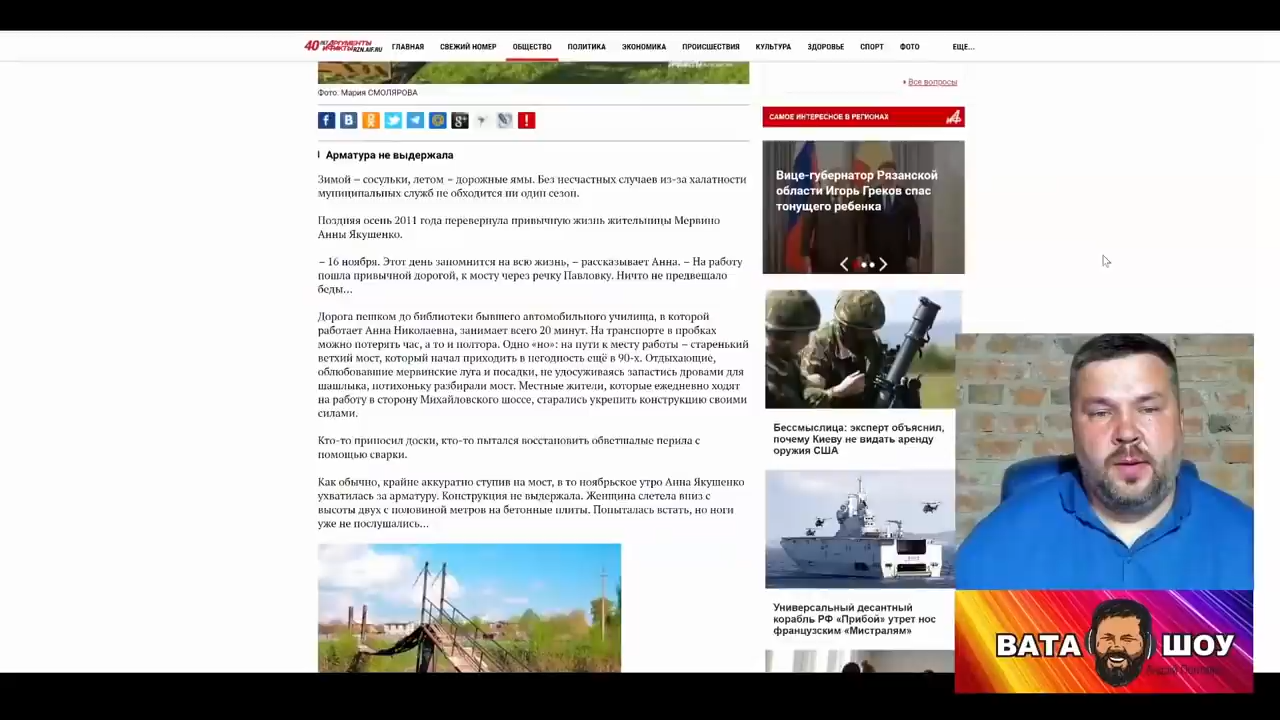 40 ЛЕТ АРГУМЕНТЫ И ФАКТЫ RZN.AIF.RU
ГЛАВНАЯ СВЕЖИЙ НОМЕР ОБЩЕСТВО ПОЛИТИКА ЭКОНОМИКА ПРОИСШЕСТВИЯ КУЛЬТУРА ЗДОРОВЬЕ СПОРТ ФОТО ЕЩЕ...
Фото: Мария СМОЛЯРОВА
Арматура не выдержала
Зимой – сосульки, летом – дорожные ямы. Без несчастных случаев из-за халатности
муниципальных служб не обходится ни один сезон.
Поздняя осень 2011 года перевернула привычную жизнь жительницы Мервино
Анны Якушенко.
– 16 ноября. Этот день запомнится на всю жизнь, – рассказывает Анна. – На работу
пошла привычной дорогой, к мосту через речку Павловку. Ничто не предвещало
беды...
Дорога пешком до библиотеки бывшего автомобильного училища, в которой
работает Анна Николаевна, занимает всего 20 минут. На транспорте в пробках
можно потерять час, а то и полтора. Одно «но»: на пути к месту работы – старенький
ветхий мост, который начал приходить в негодность ещё в 90-х. Отдыхающие,
облюбовавшие мервинские луга и посадки, не удосуживаясь запастись дровами для
шашлыка, потихоньку разбирали мост. Местные жители, которые ежедневно ходят
на работу в сторону Михайловского шоссе, старались укрепить конструкцию своими
силами.
Кто-то приносил доски, кто-то пытался восстановить обветшалые перила с
помощью сварки.
Как обычно, крайне аккуратно ступив на мост, в то ноябрьское утро Анна Якушенко
ухватилась за арматуру. Конструкция не выдержала. Женщина слетела вниз с
высоты двух с половиной метров на бетонные плиты. Попыталась встать, но ноги
уже не послушались...
Все вопросы
САМОЕ ИНТЕРЕСНОЕ В РЕГИОНАХ
Вице-губернатор Рязанской
области Игорь Греков спас
тонущего ребенка
Бессмыслица: эксперт объяснил,
почему Киеву не видать аренду
оружия США
Универсальный десантный
корабль РФ «Прибой» утрет нос
французским «Мистралям»
ВАТА ШОУ